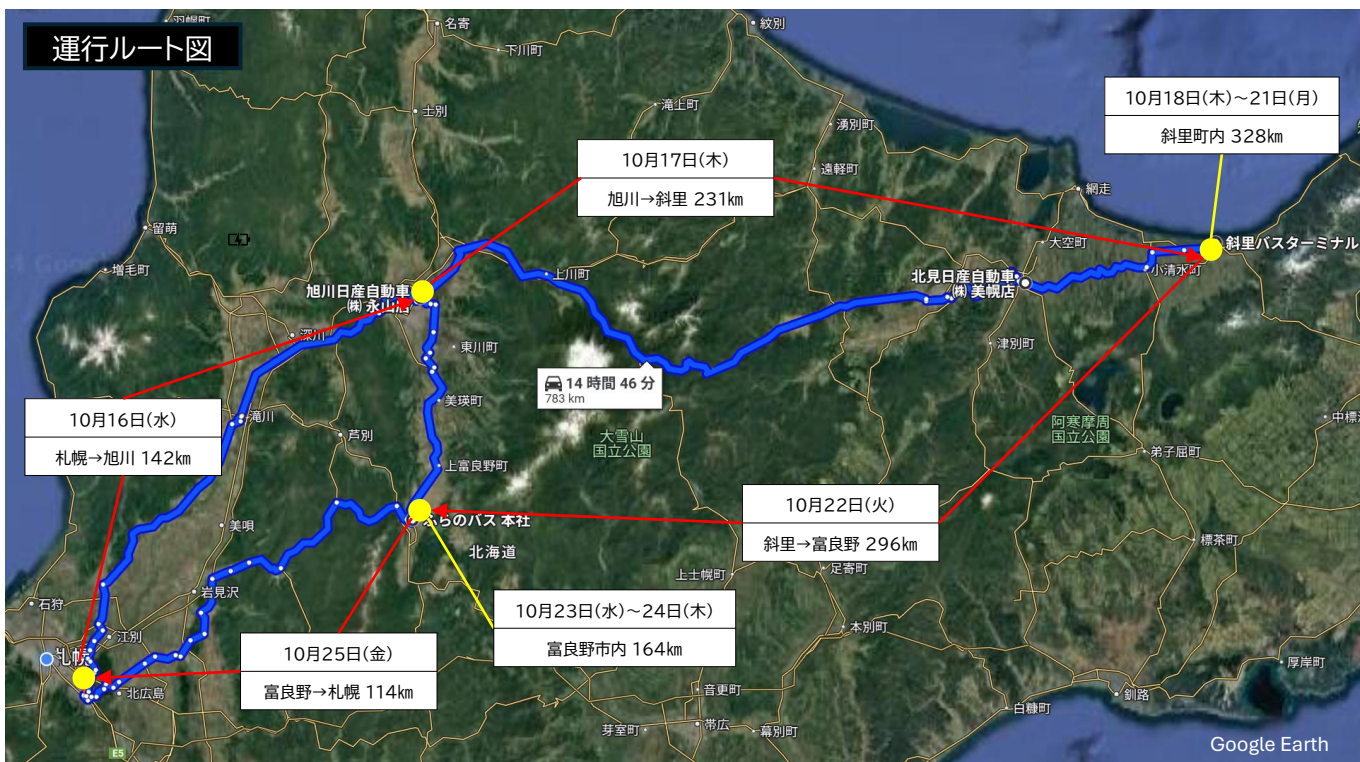 運行ルート図
羽幌町
名寄
下川町
紋別
士別
滝上町
湧別町
遠軽町
10月18日(木)～21日(月)
斜里町内 328km
10月17日(木)
旭川→斜里 231km
網走
留萌
増毛町
大空町
斜里バスターミナル
小清水町
上川町
旭川日産自動車
㈱ 永山店
北見日産自動車
㈱ 美幌店
深川
東川町
津別町
14 時間 46 分
783 km
美瑛町
10月16日(水)
札幌→旭川 142km
滝川
芦別
大雪山
国立公園
阿寒摩周
国立公園
中標
弟子屈町
上富良野町
10月22日(火)
斜里→富良野 296km
ふらのバス 本社
美唄
北海道
標茶町
上士幌町
足寄町
岩見沢
石狩
10月23日(水)～24日(木)
富良野市内 164km
江別
本別町
札幌
10月25日(金)
富良野→札幌 114km
北広島
厚岸町
音更町
釧路
白糠町
芽室町
帯広
幕別町
E5
Google Earth